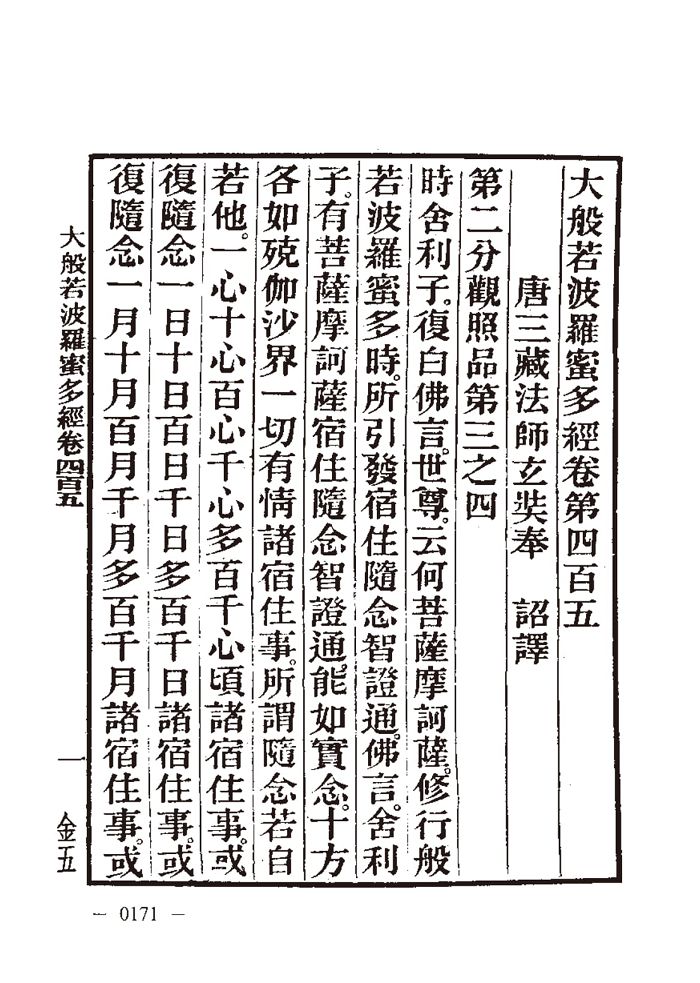 大般若波羅蜜多經卷第四百五
唐三藏法師玄奘奉　詔譯
第二分觀照品第三之四
時舍利子。復白佛言。世尊。云何菩薩摩訶薩。修行般
若波羅蜜多時。所引發宿住隨念智證通。佛言。舍利
子。有菩薩摩訶薩宿住隨念智證通。能如實念。十方
各如殑伽沙界一切有情諸宿住事。所謂隨念若自
若他。一心十心百心千心多百千心頃諸宿住事。或
復隨念一日十日百日千日多百千日諸宿住事。或
復隨念一月十月百月千月多百千月諸宿住事。或
大般若波羅蜜多經卷四百五　一　金五
— 0171 —